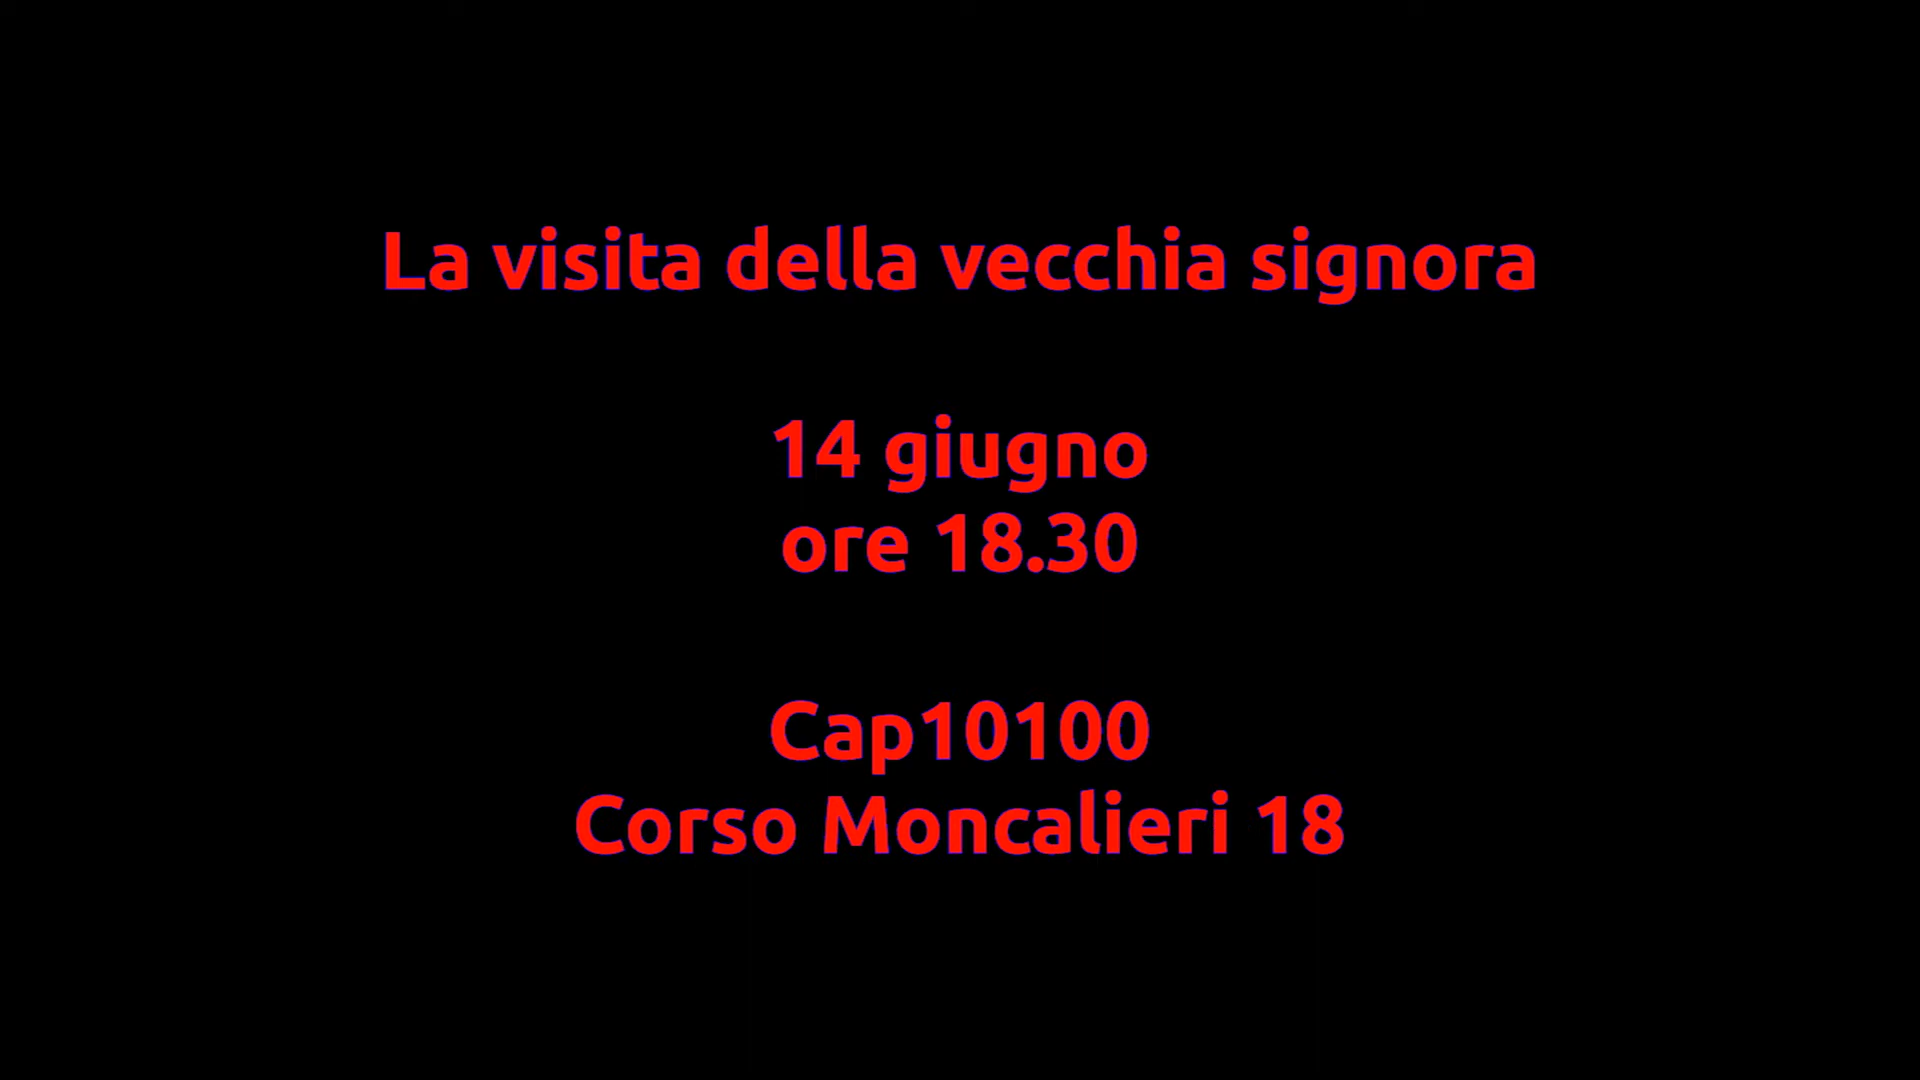 La visita della vecchia signora
14 giugno
ore 18.30
Cap10100
Corso Moncalieri 18